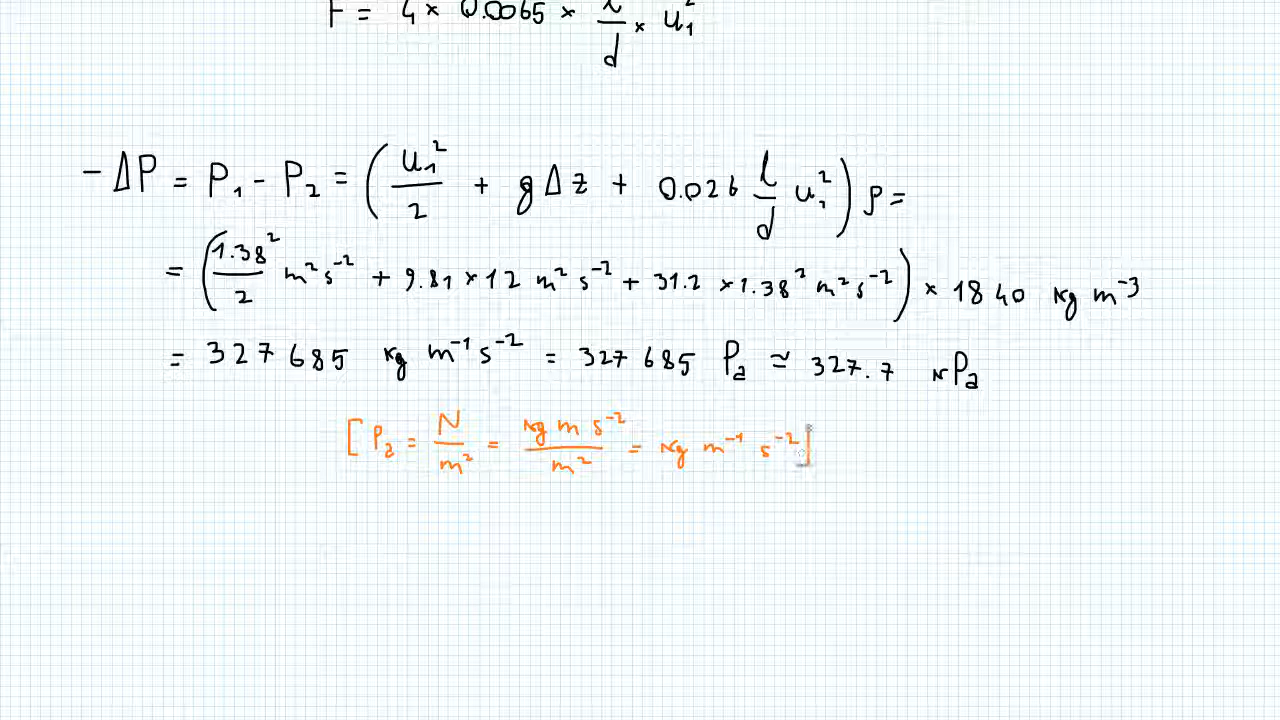 F = 4 × 0.0065 × l/d × u₁²
-ΔP = P₁ - P₂ = (u₁²/2 + gΔz + 0.026 l/d u₁²) ρ =
= (1.38²/2 m² s⁻² + 9.81 × 12 m² s⁻² + 31.2 × 1.38² m² s⁻²) × 1840 kg m⁻³
= 327 685 kg m⁻¹ s⁻² = 327 685 Pa ≃ 327.7 kPa
[Pa = N/m² = kg m s⁻²/m² = kg m⁻¹ s⁻²]